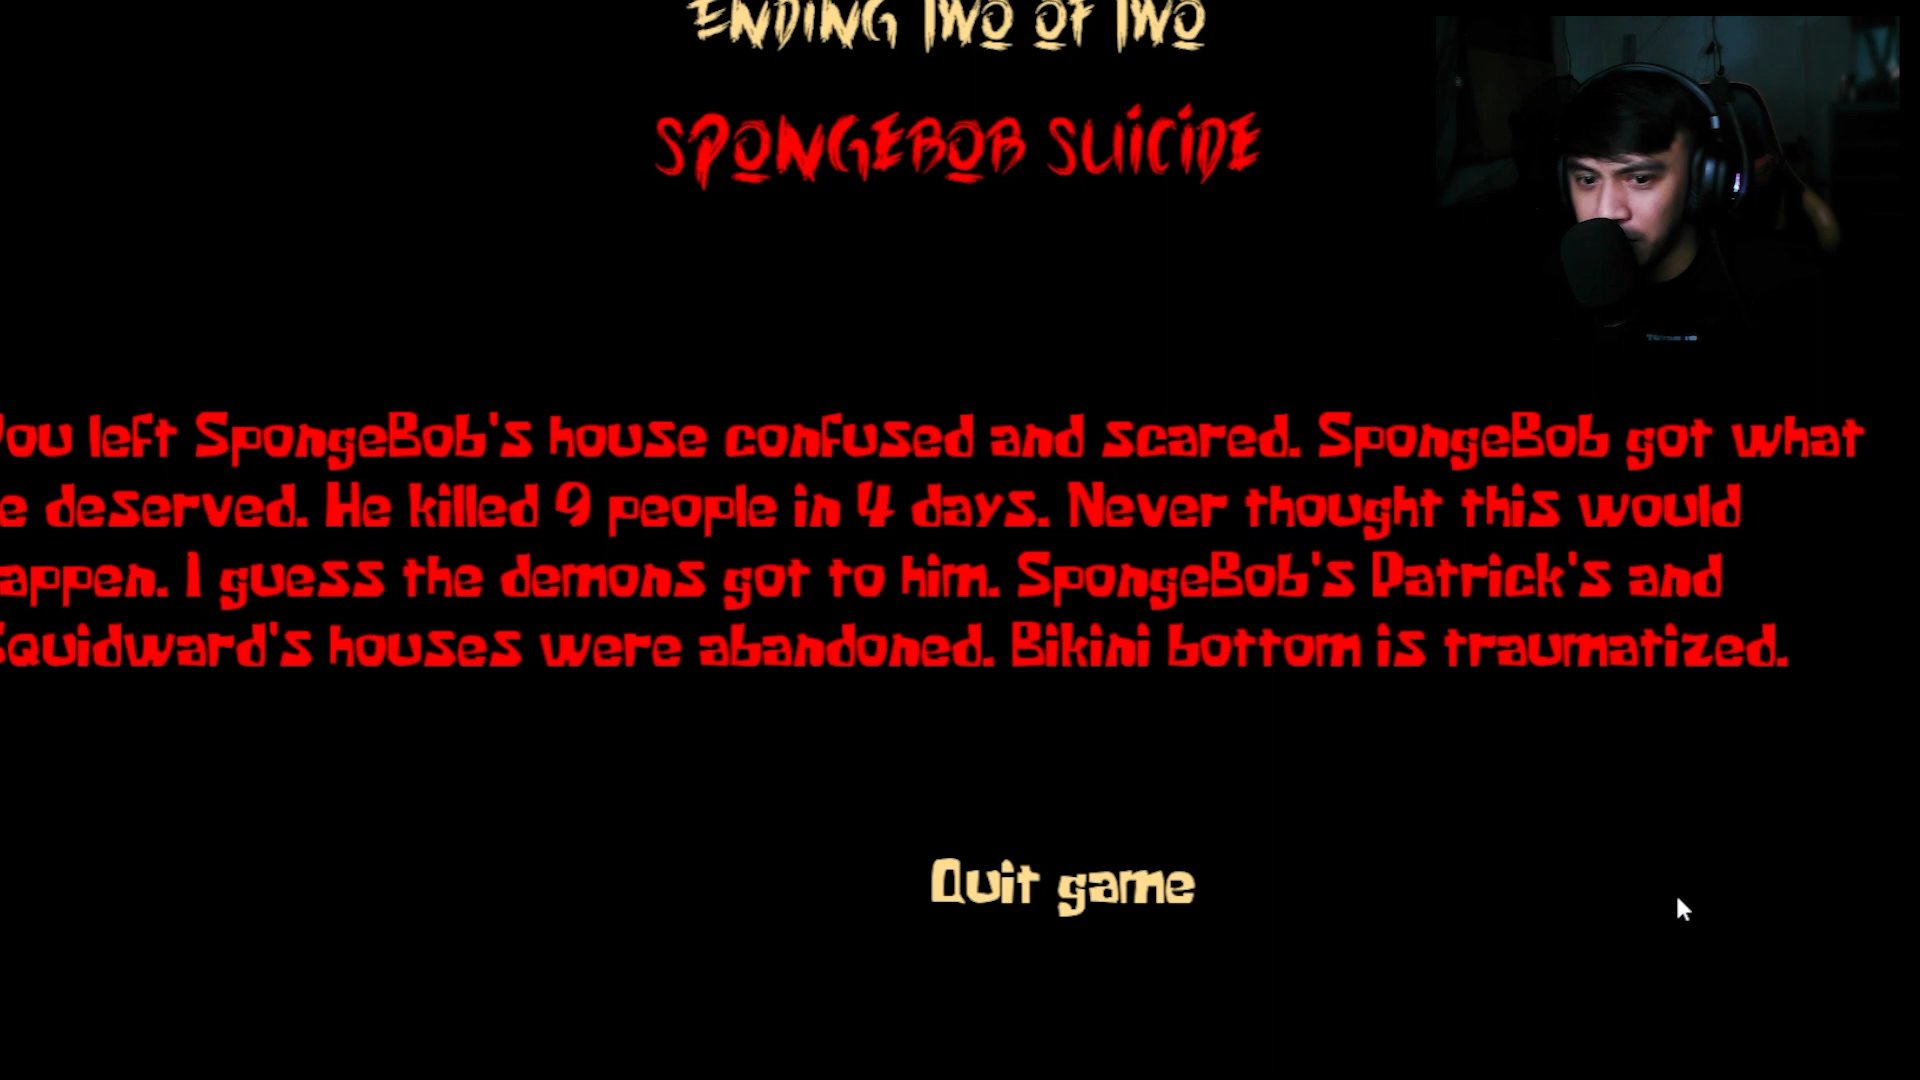 ENDING TWO OF TWO
SPONGEBOB SUICIDE
You left SpongeBob's house confused and scared. SpongeBob got what
e deserved. He killed 9 people in 4 days. Never thought this would
appen. I guess the demons got to him. SpongeBob's Patrick's and
Squidward's houses were abandoned. Bikini bottom is traumatized.
Quit game